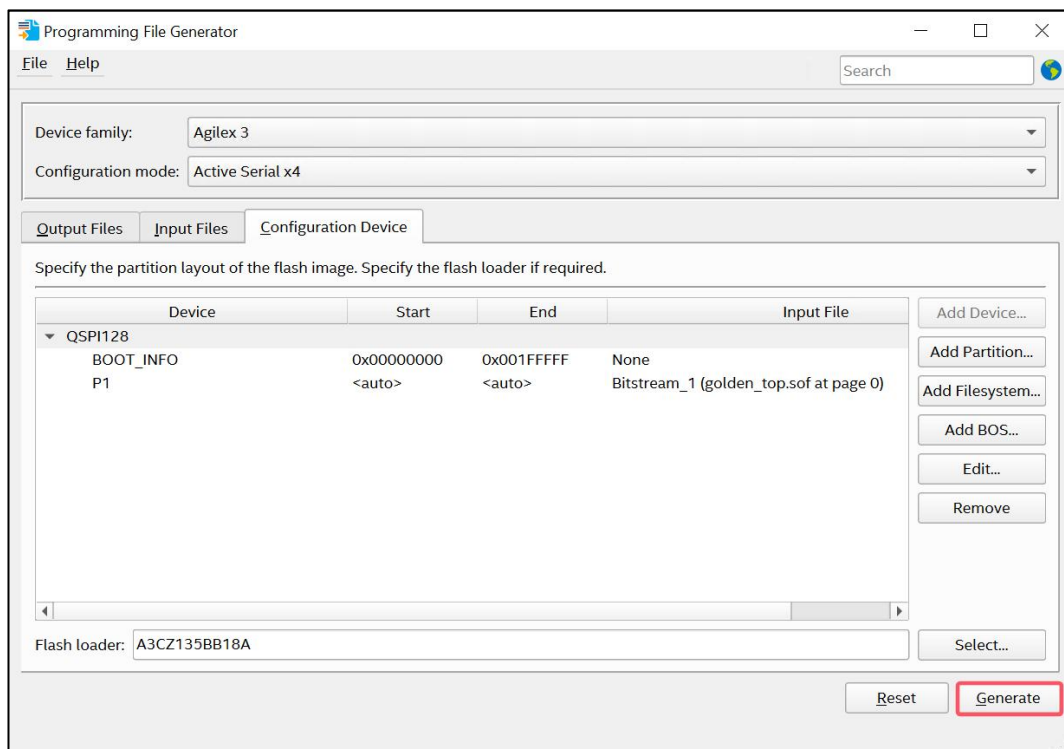 Programming File Generator
File Help
Search
Device family: Agilex 3
Configuration mode: Active Serial x4
Output Files Input Files Configuration Device
Specify the partition layout of the flash image. Specify the flash loader if required.
Device Start End Input File
QSPI128
BOOT_INFO 0x00000000 0x001FFFFF None
P1 <auto> <auto> Bitstream_1 (golden_top.sof at page 0)
Add Device...
Add Partition...
Add Filesystem...
Add BOS...
Edit...
Remove
Flash loader: A3CZ135BB18A Select...
Reset Generate